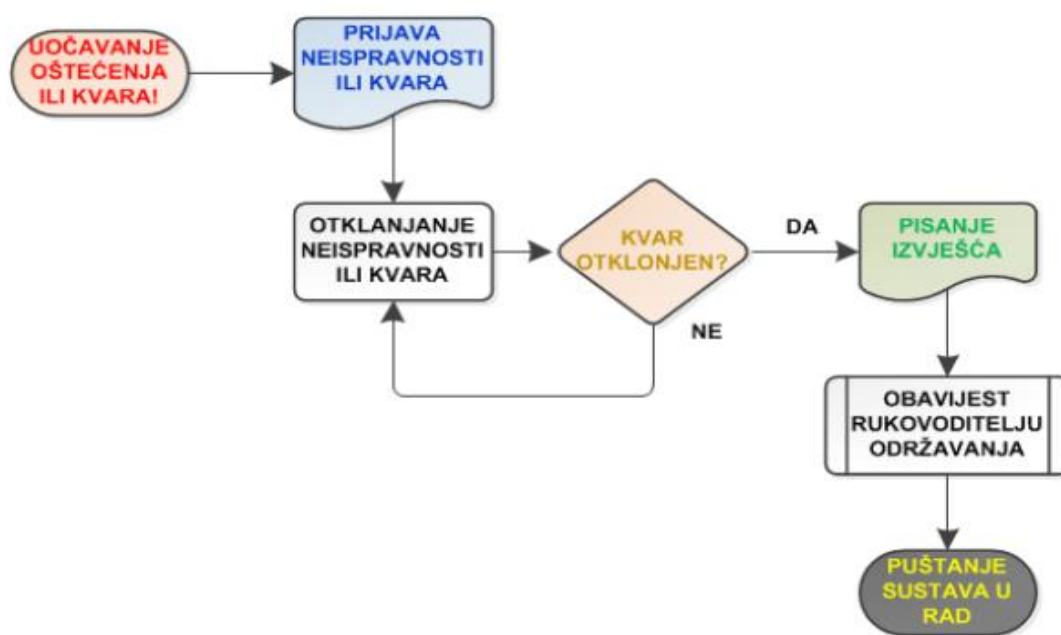 UOČAVANJE
OŠTEĆENJA
ILI KVARA!
PRIJAVA
NEISPRAVNOSTI
ILI KVARA
OTKLANJANJE
NEISPRAVNOSTI
ILI KVARA
KVAR
OTKLONJEN?
DA
NE
PISANJE
IZVJEŠĆA
OBAVIJEST
RUKOVODITELJU
ODRŽAVANJA
PUŠTANJE
SUSTAVA U
RAD